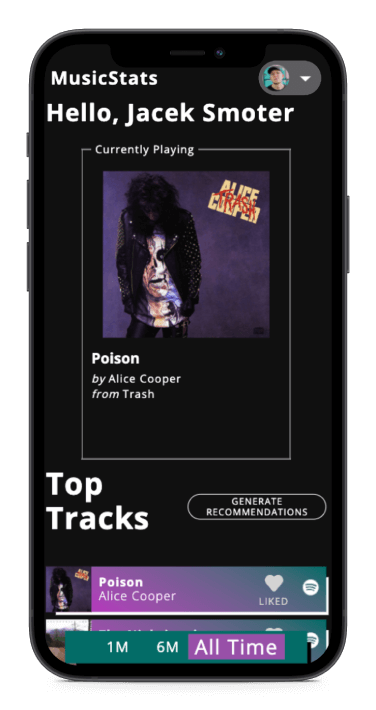 MusicStats
Hello, Jacek Smoter
Currently Playing
ALICE
COOPER
TRASH
Poison
by Alice Cooper
from Trash
Top
Tracks
GENERATE
RECOMMENDATIONS
Poison
Alice Cooper
LIKED
1M 6M All Time